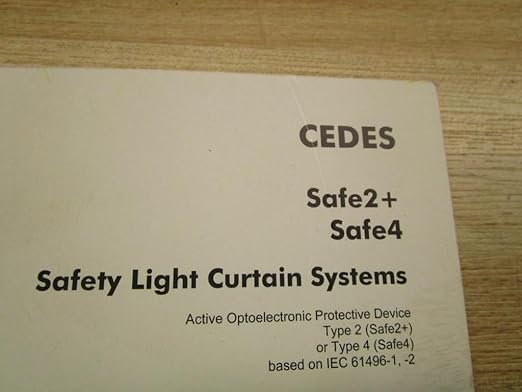 CEDES
Safe2+
Safe4
Safety Light Curtain Systems
Active Optoelectronic Protective Device
Type 2 (Safe2+)
or Type 4 (Safe4)
based on IEC 61496-1, -2